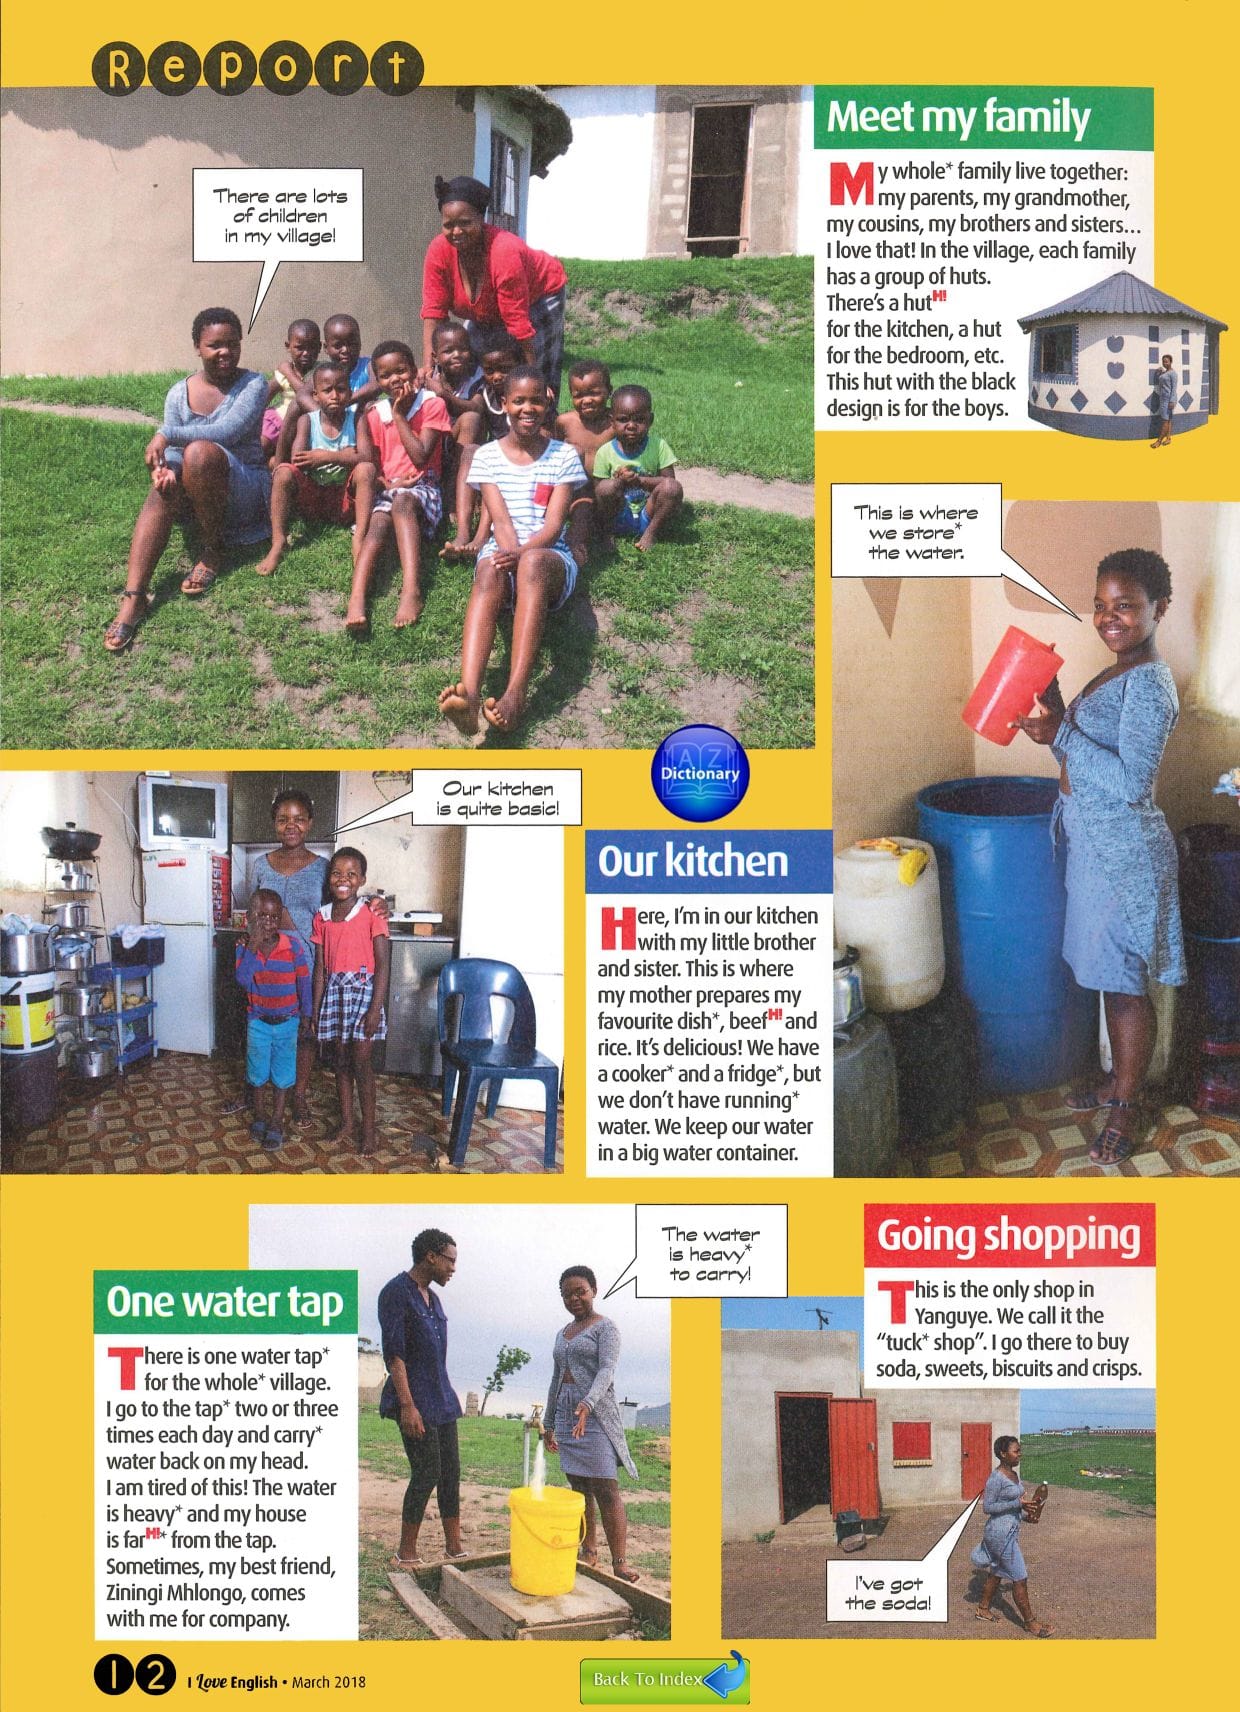 Report
There are lots
of children
in my village!
Meet my family
My whole* family live together:
my parents, my grandmother,
my cousins, my brothers and sisters...
I love that! In the village, each family
has a group of huts.
There's a hutH!
for the kitchen, a hut
for the bedroom, etc.
This hut with the black
design is for the boys.
This is where
we store*
the water.
AZ
Dictionary
Our kitchen
is quite basic!
Our kitchen
Here, I'm in our kitchen
with my little brother
and sister. This is where
my mother prepares my
favourite dish*, beefH! and
rice. It's delicious! We have
a cooker* and a fridge*, but
we don't have running*
water. We keep our water
in a big water container.
The water
is heavy*
to carry!
One water tap
There is one water tap*
for the whole* village.
I go to the tap* two or three
times each day and carry*
water back on my head.
I am tired of this! The water
is heavy* and my house
is farH!* from the tap.
Sometimes, my best friend,
Ziningi Mhlongo, comes
with me for company.
Going shopping
This is the only shop in
Yanguye. We call it the
“tuck* shop”. I go there to buy
soda, sweets, biscuits and crisps.
I've got
the soda!
12 I Love English • March 2018
Back To Index